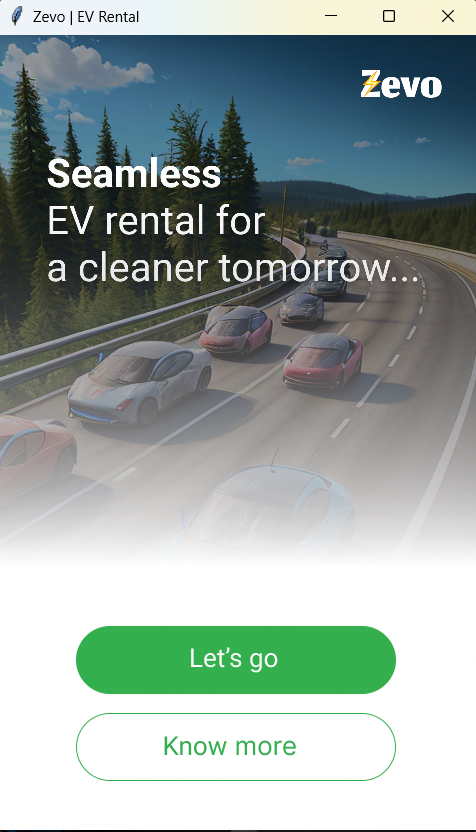 Zevo | EV Rental
Zevo
Seamless
EV rental for
a cleaner tomorrow...
Let’s go
Know more